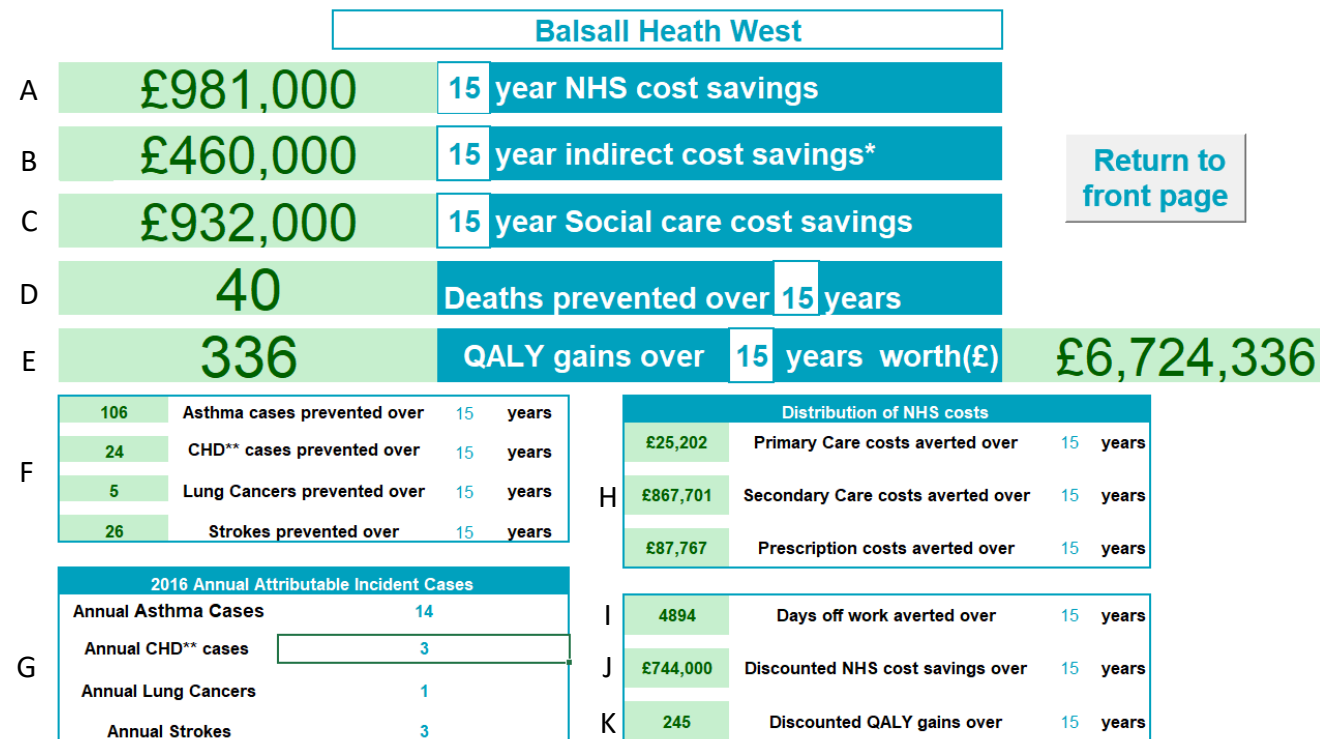 Balsall Heath West
A £981,000 15 year NHS cost savings
B £460,000 15 year indirect cost savings*
Return to
front page
C £932,000 15 year Social care cost savings
D 40 Deaths prevented over 15 years
E 336 QALY gains over 15 years worth(£) £6,724,336
F
106 Asthma cases prevented over 15 years
24 CHD** cases prevented over 15 years
5 Lung Cancers prevented over 15 years
26 Strokes prevented over 15 years
G
2016 Annual Attributable Incident Cases
Annual Asthma Cases 14
Annual CHD** cases 3
Annual Lung Cancers 1
Annual Strokes 3
Distribution of NHS costs
£25,202 Primary Care costs averted over 15 years
H £867,701 Secondary Care costs averted over 15 years
£87,767 Prescription costs averted over 15 years
I 4894 Days off work averted over 15 years
J £744,000 Discounted NHS cost savings over 15 years
K 245 Discounted QALY gains over 15 years